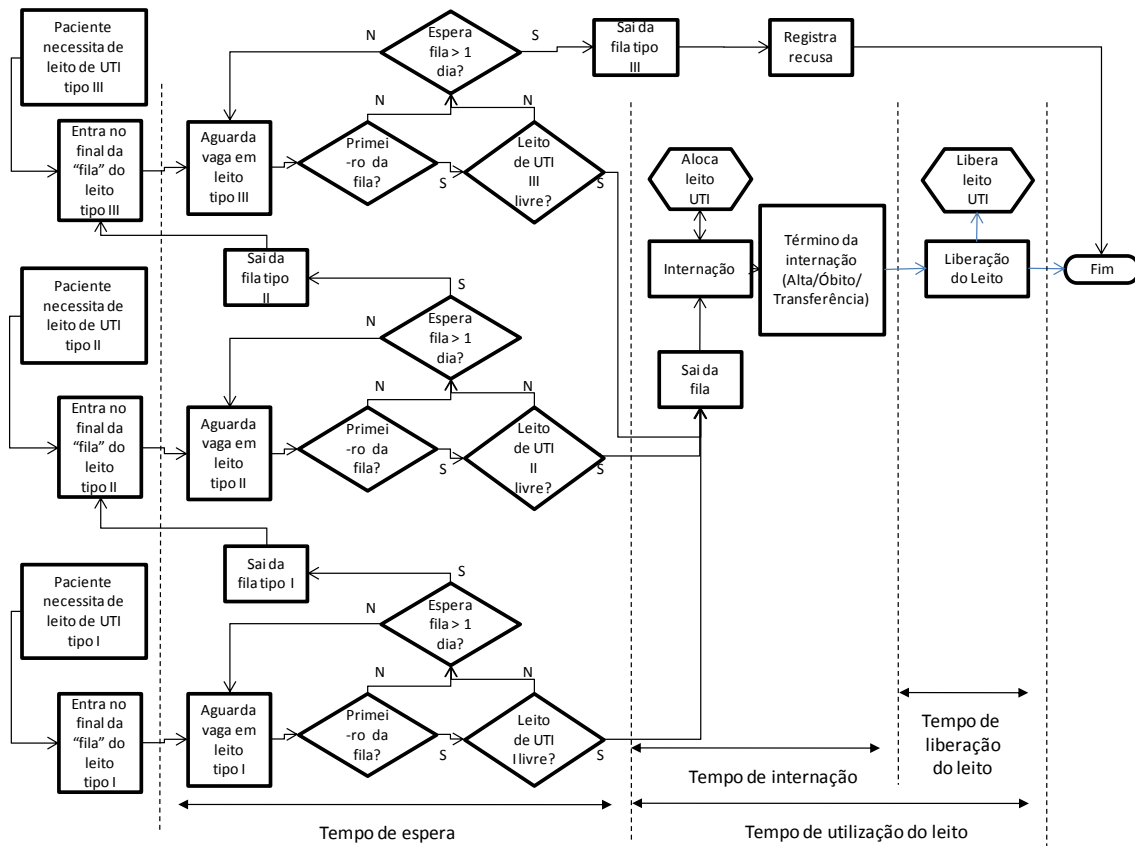 Paciente
necessita de
leito de UTI
tipo III
Entra no
final da
“fila” do
leito
tipo III
Aguarda
vaga em
leito
tipo III
Primei
-ro da
fila?
Espera
fila > 1
dia?
Leito
de UTI
III
livre?
N
S
N
N
S
S
Sai da
fila tipo
III
Registra
recusa
Aloca
leito
UTI
Internação
Término da
internação
(Alta/Óbito/
Transferência)
Libera
leito
UTI
Liberação
do Leito
Fim
Sai da
fila
Sai da
fila tipo
II
Paciente
necessita de
leito de UTI
tipo II
Entra no
final da
“fila” do
leito
tipo II
Aguarda
vaga em
leito
tipo II
Primei
-ro da
fila?
Espera
fila > 1
dia?
Leito
de UTI
II
livre?
S
N
N
N
S
S
Sai da
fila tipo I
Paciente
necessita de
leito de UTI
tipo I
Entra no
final da
“fila” do
leito
tipo I
Aguarda
vaga em
leito
tipo I
Primei
-ro da
fila?
Espera
fila > 1
dia?
Leito
de UTI
I livre?
S
N
N
N
S
S
Tempo de espera
Tempo de internação
Tempo de
liberação
do leito
Tempo de utilização do leito